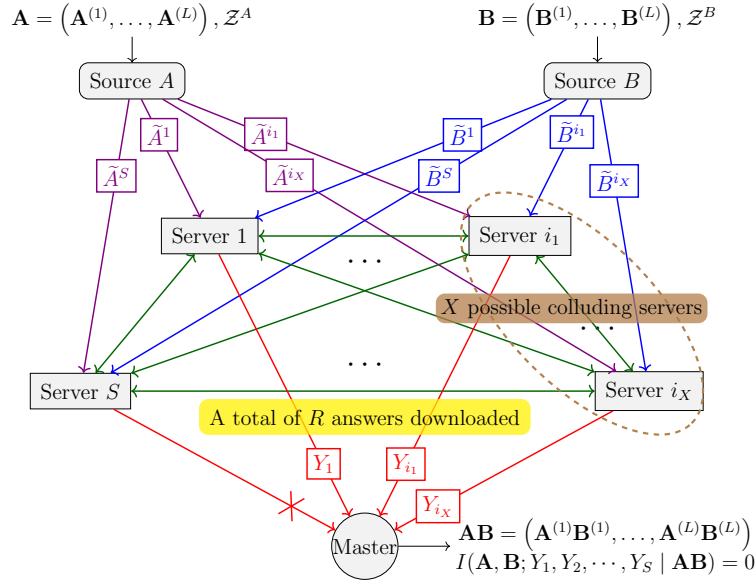 𝐀 = (𝐀^(1), . . . , 𝐀^(L)), 𝒵^A
𝐁 = (𝐁^(1), . . . , 𝐁^(L)), 𝒵^B
Source A
Source B
Ã^1
Ã^{i_1}
B̃^1
B̃^{i_1}
Ã^S
Ã^{i_X}
B̃^S
B̃^{i_X}
Server 1
Server i_1
. . .
X possible colluding servers
. . .
. . .
Server S
Server i_X
A total of R answers downloaded
Y_1
Y_{i_1}
Y_{i_X}
Master
𝐀𝐁 = (𝐀^(1)𝐁^(1), . . . , 𝐀^(L)𝐁^(L))
I(𝐀, 𝐁; Y_1, Y_2, · · · , Y_S | 𝐀𝐁) = 0